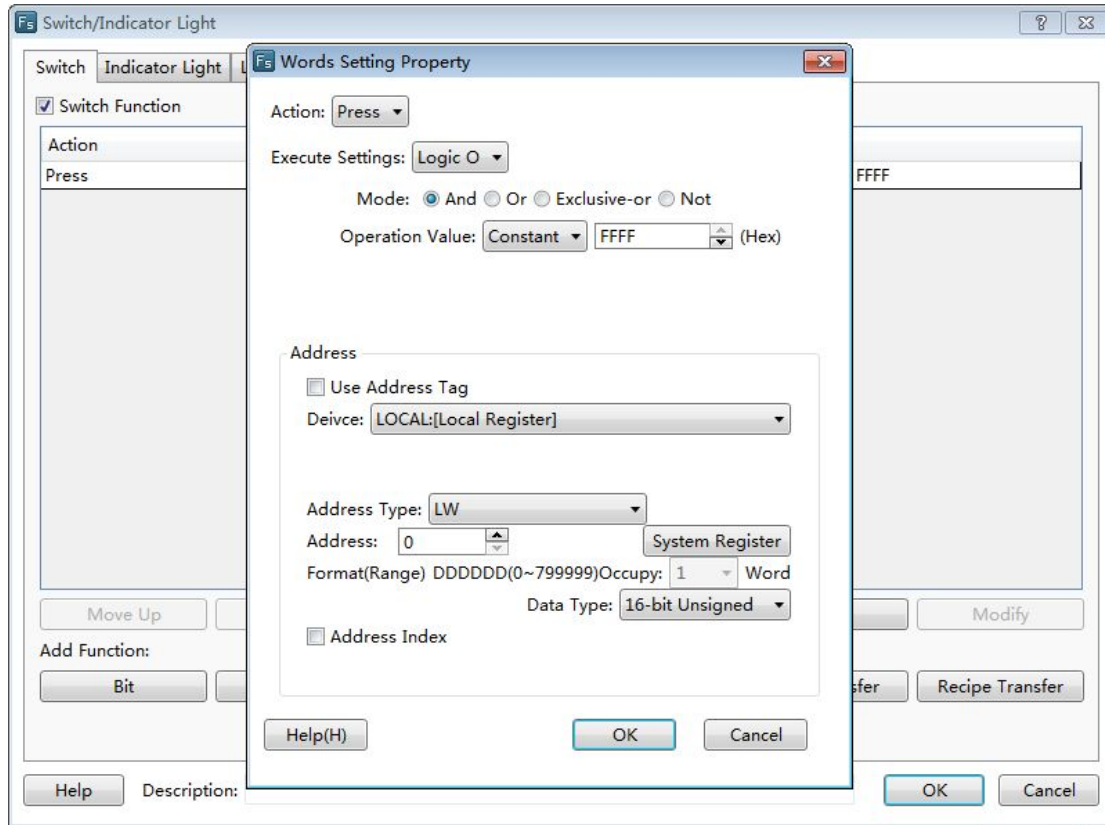 Fs Switch/Indicator Light
Fs Words Setting Property
Switch Indicator Light
Switch Function
Action
Press
FFFF
Action: Press
Execute Settings: Logic O
Mode: And Or Exclusive-or Not
Operation Value: Constant FFFF (Hex)
Address
Use Address Tag
Deivce: LOCAL:[Local Register]
Address Type: LW
Address: 0 System Register
Format(Range) DDDDDD(0~799999)Occupy: 1 Word
Data Type: 16-bit Unsigned
Address Index
Help(H) OK Cancel
Move Up Modify
Add Function:
Bit sfer Recipe Transfer
Help Description: OK Cancel